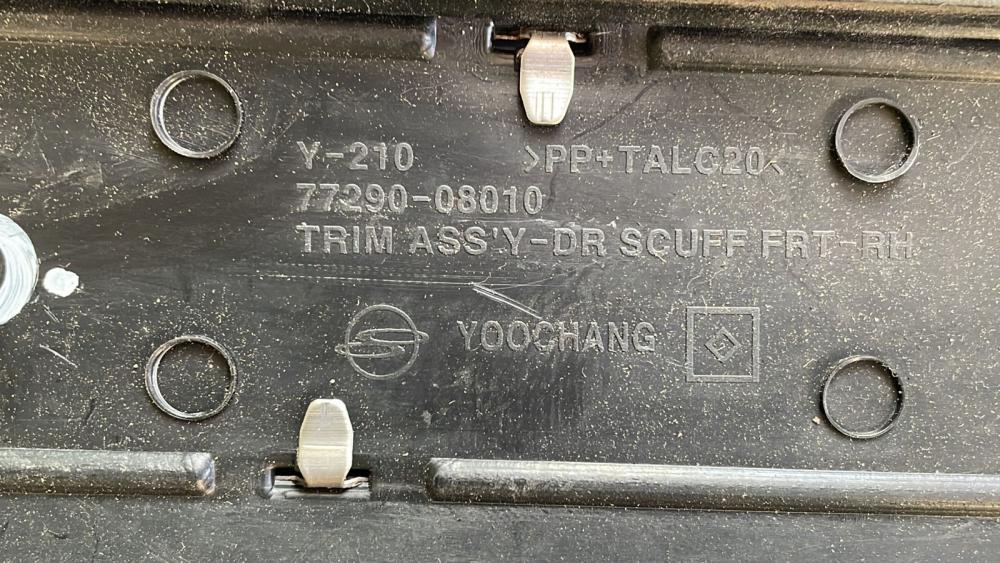 Y-210 >PP+TALC20<
77290-08010
TRIM ASS'Y-DR SCUFF FRT-RH
YOOCHANG